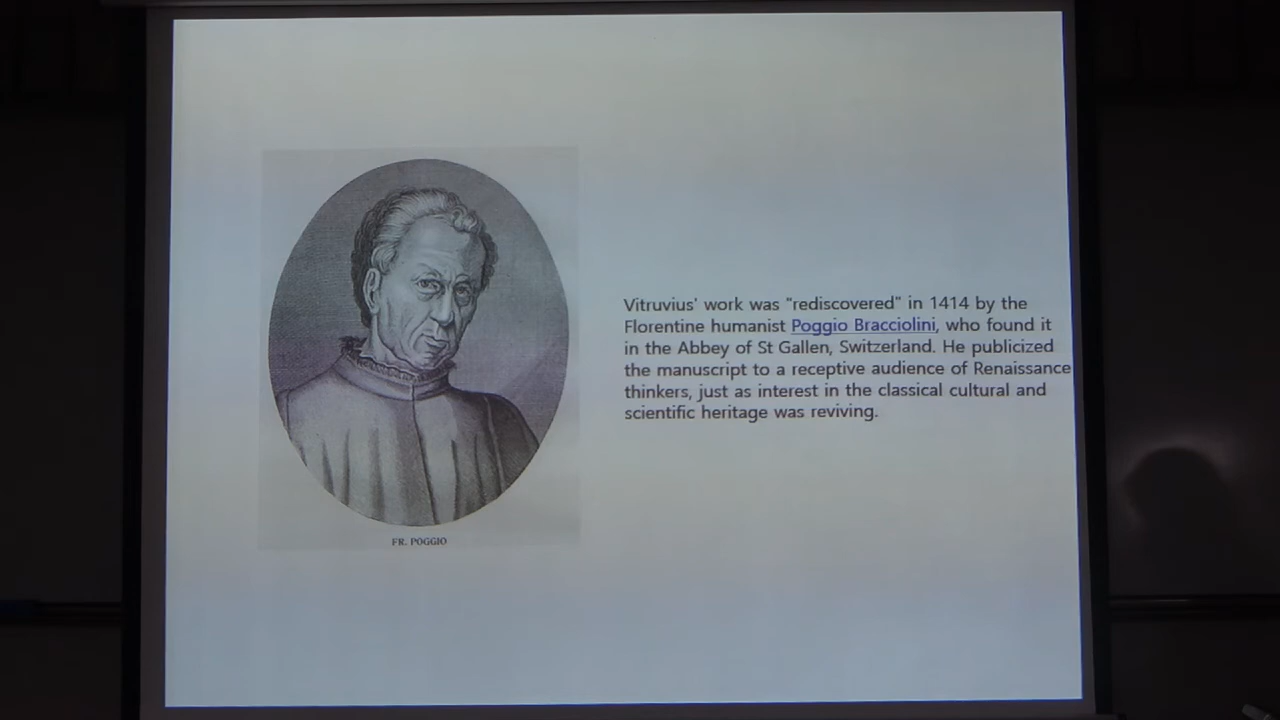 Vitruvius' work was "rediscovered" in 1414 by the
Florentine humanist Poggio Bracciolini, who found it
in the Abbey of St Gallen, Switzerland. He publicized
the manuscript to a receptive audience of Renaissance
thinkers, just as interest in the classical cultural and
scientific heritage was reviving.
FR. POGGIO